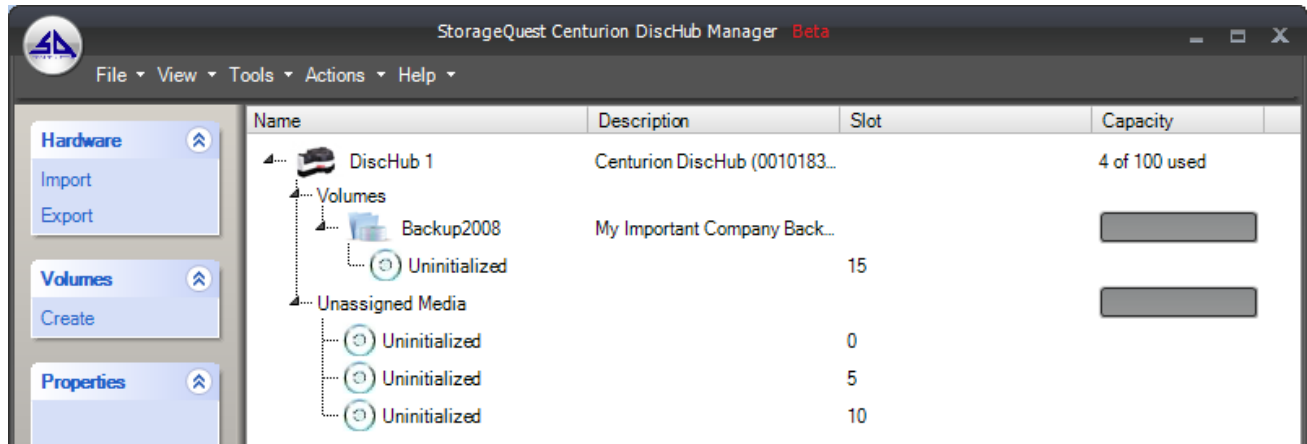 StorageQuest Centurion DiscHub Manager Beta
File View Tools Actions Help
Name Description Slot Capacity
Hardware
Import
Export
Volumes
Create
Properties
DiscHub 1 Centurion DiscHub (0010183... 4 of 100 used
Volumes
Backup2008 My Important Company Back...
Uninitialized 15
Unassigned Media
Uninitialized 0
Uninitialized 5
Uninitialized 10